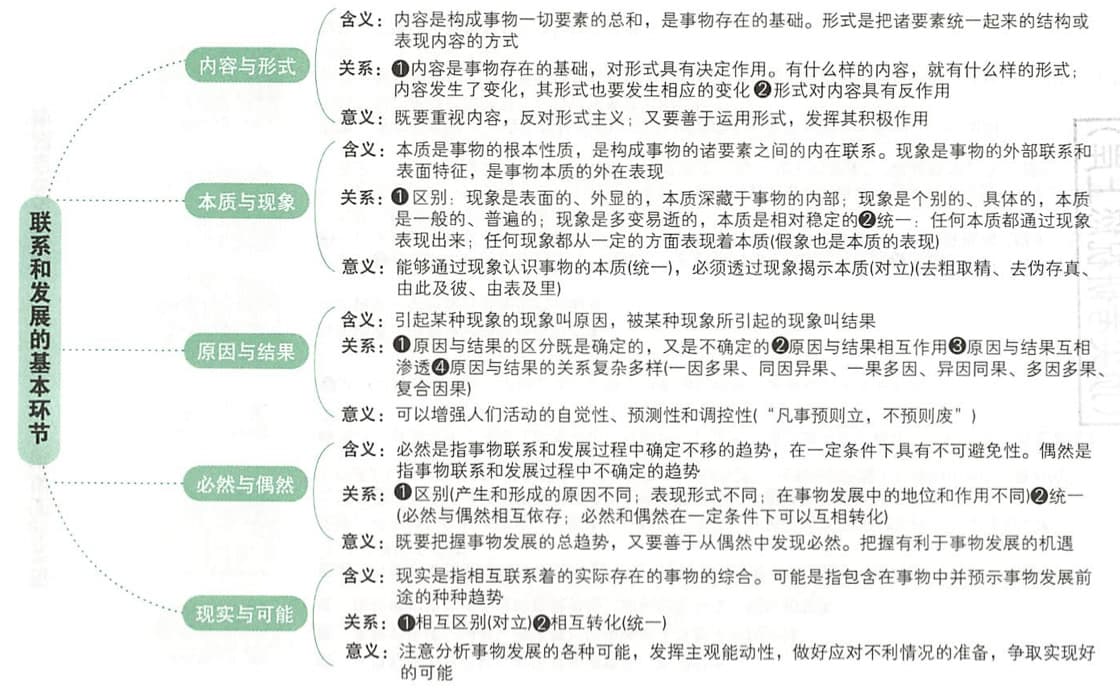 联系和发展的基本环节
内容与形式
含义：内容是构成事物一切要素的总和，是事物存在的基础。形式是把诸要素统一起来的结构或
表现内容的方式
关系：❶内容是事物存在的基础，对形式具有决定作用。有什么样的内容，就有什么样的形式；
内容发生了变化，其形式也要发生相应的变化❷形式对内容具有反作用
意义：既要重视内容，反对形式主义；又要善于运用形式，发挥其积极作用
本质与现象
含义：本质是事物的根本性质，是构成事物的诸要素之间的内在联系。现象是事物的外部联系和
表面特征，是事物本质的外在表现
关系：❶区别：现象是表面的、外显的，本质深藏于事物的内部；现象是个别的、具体的，本质
是一般的、普遍的；现象是多变易逝的，本质是相对稳定的❷统一：任何本质都通过现象
表现出来；任何现象都从一定的方面表现着本质(假象也是本质的表现)
意义：能够通过现象认识事物的本质(统一)，必须透过现象揭示本质(对立)(去粗取精、去伪存真、
由此及彼、由表及里)
原因与结果
含义：引起某种现象的现象叫原因，被某种现象所引起的现象叫结果
关系：❶原因与结果的区分既是确定的，又是不确定的❷原因与结果相互作用❸原因与结果互相
渗透❹原因与结果的关系复杂多样(一因多果、同因异果、一果多因、异因同果、多因多果、
复合因果)
意义：可以增强人们活动的自觉性、预测性和调控性(“凡事预则立，不预则废”)
必然与偶然
含义：必然是指事物联系和发展过程中确定不移的趋势，在一定条件下具有不可避免性。偶然是
指事物联系和发展过程中不确定的趋势
关系：❶区别(产生和形成的原因不同；表现形式不同；在事物发展中的地位和作用不同)❷统一
(必然与偶然相互依存；必然和偶然在一定条件下可以互相转化)
意义：既要把握事物发展的总趋势，又要善于从偶然中发现必然。把握有利于事物发展的机遇
现实与可能
含义：现实是指相互联系着的实际存在的事物的综合。可能是指包含在事物中并预示事物发展前
途的种种趋势
关系：❶相互区别(对立)❷相互转化(统一)
意义：注意分析事物发展的各种可能，发挥主观能动性，做好应对不利情况的准备，争取实现好
的可能